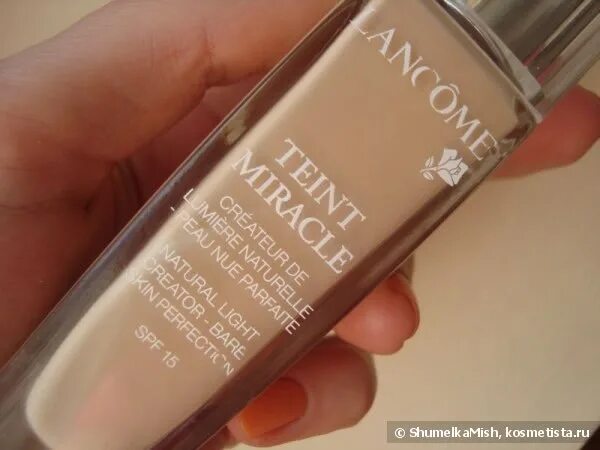 LANCÔME
TEINT
MIRACLE
CRÉATEUR DE
LUMIÈRE NATURELLE
- PEAU NUE PARFAITE
NATURAL LIGHT
CREATOR - BARE
SKIN PERFECTION
SPF 15
© ShumelkaMish, kosmetista.ru